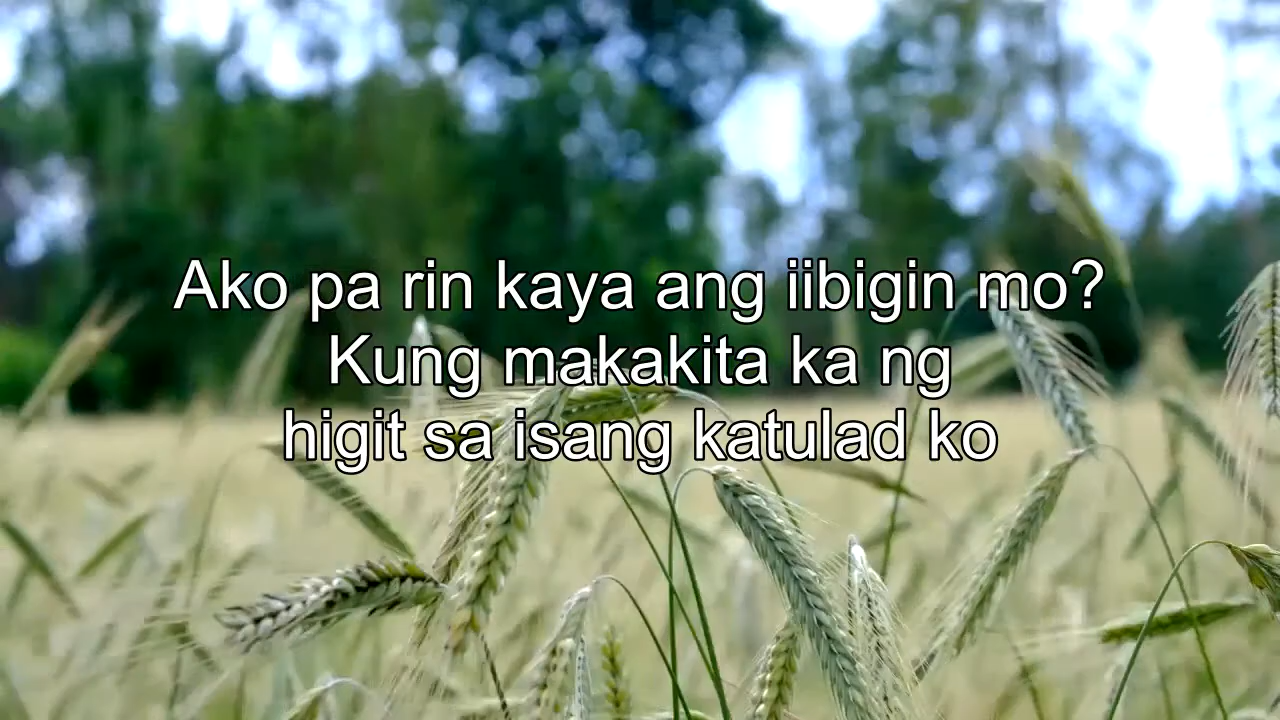 Ako pa rin kaya ang iibigin mo?
Kung makakita ka ng
higit sa isang katulad ko